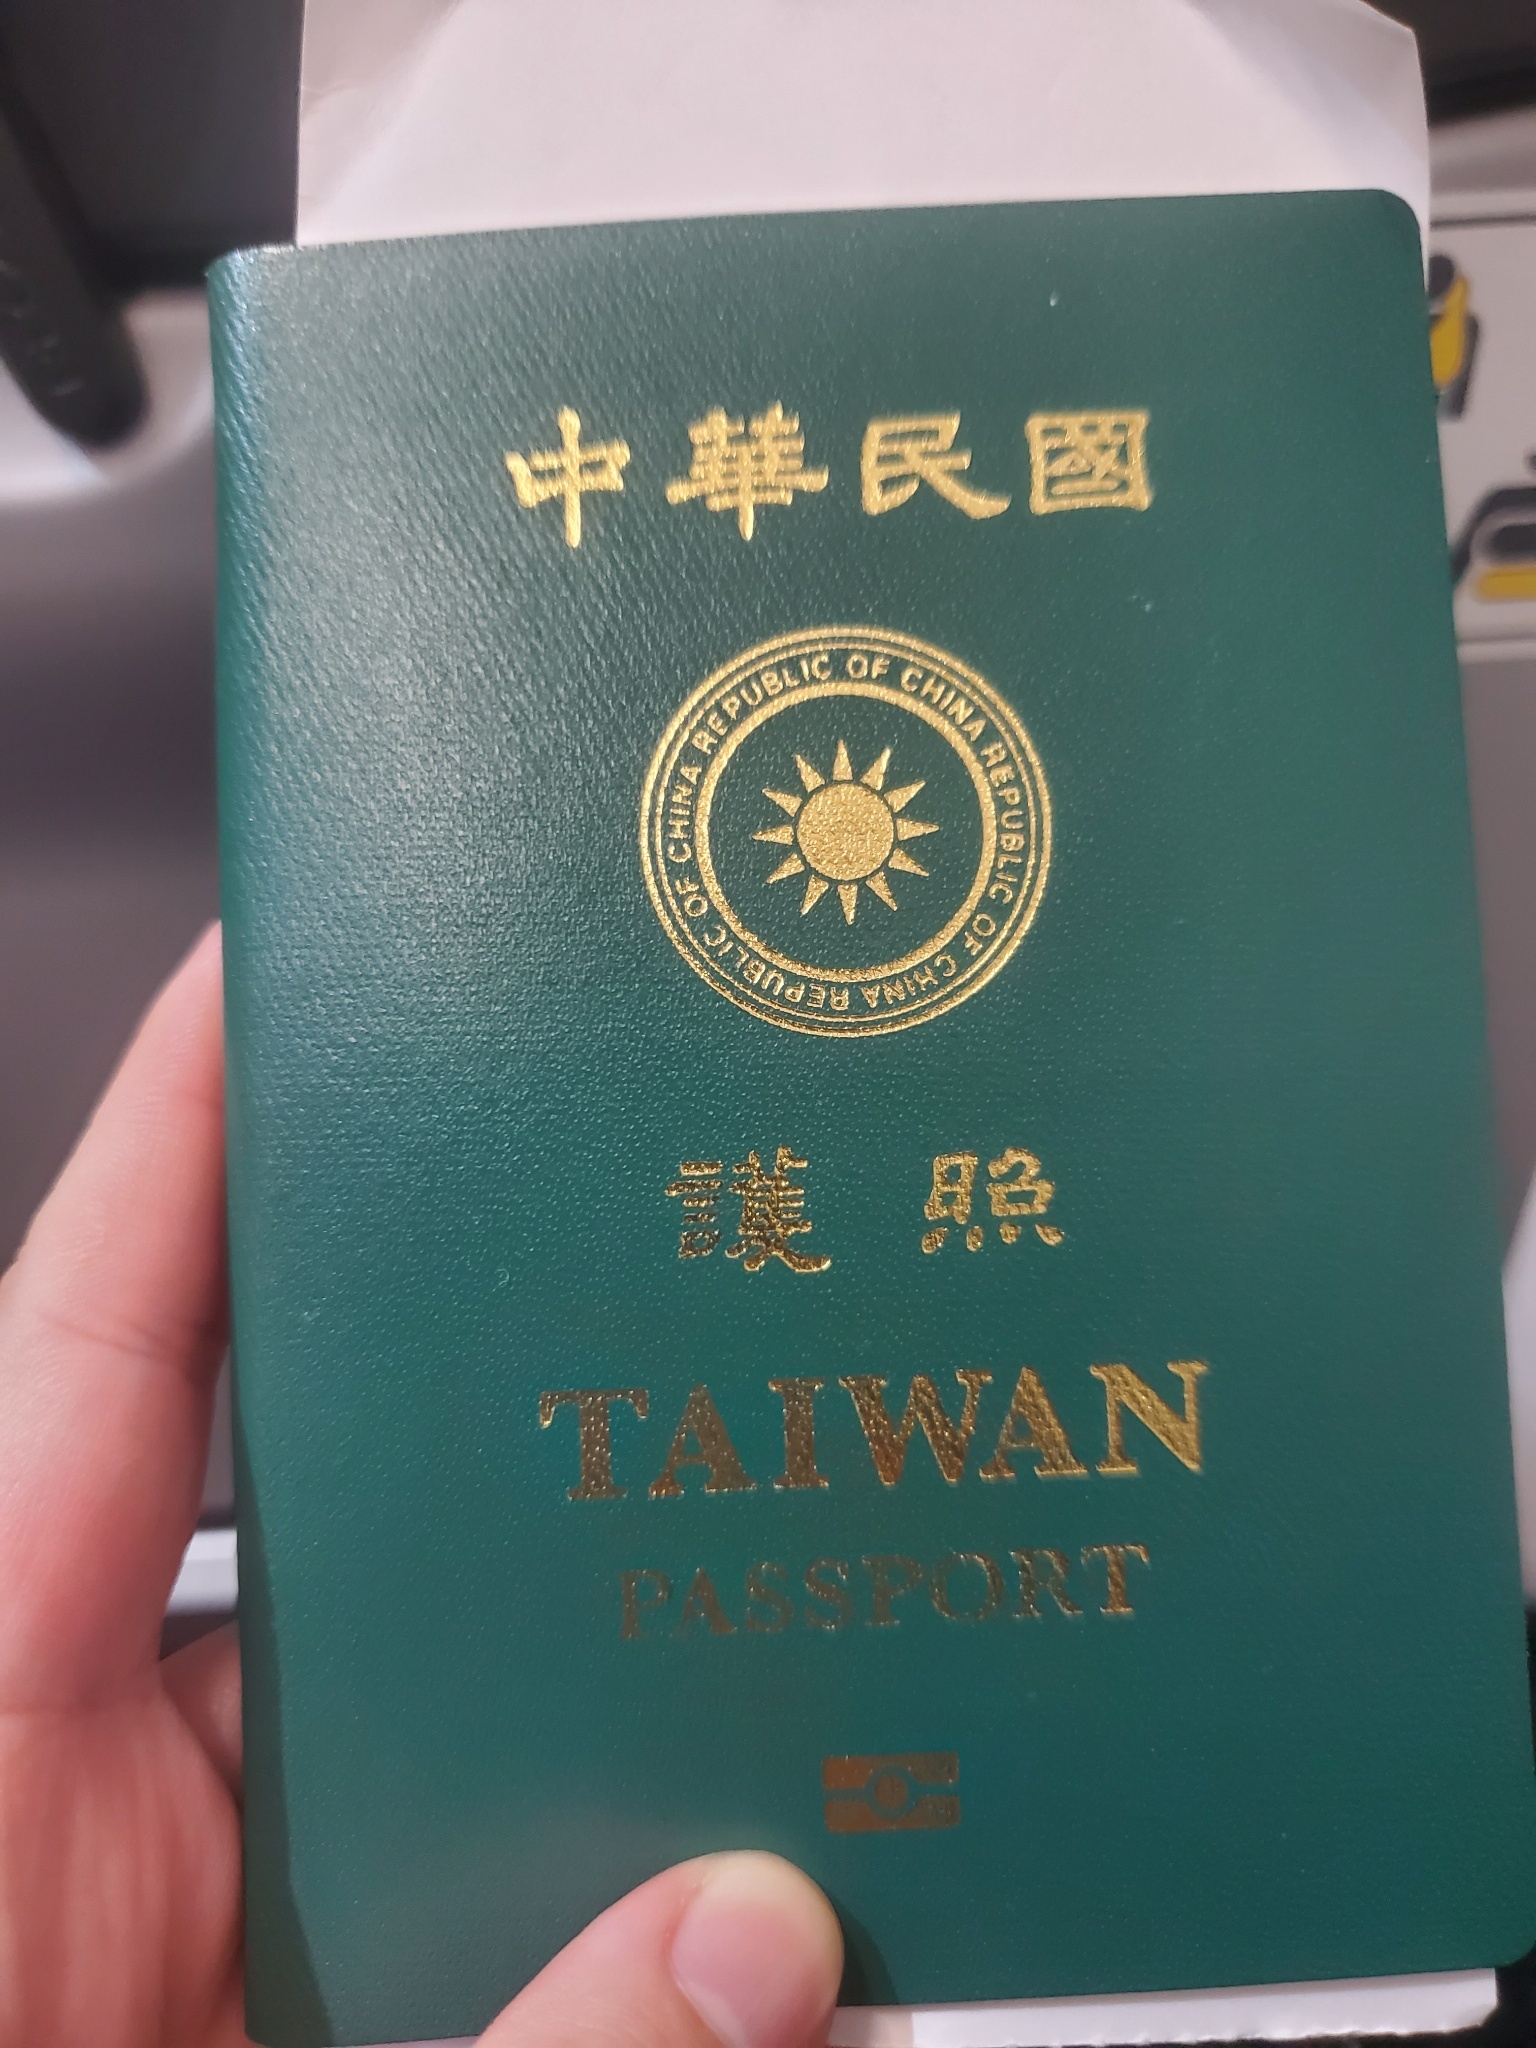 中華民國
REPUBLIC OF CHINA REPUBLIC OF CHINA REPUBLIC OF CHINA REPUBLIC OF CHINA
護照
TAIWAN
PASSPORT